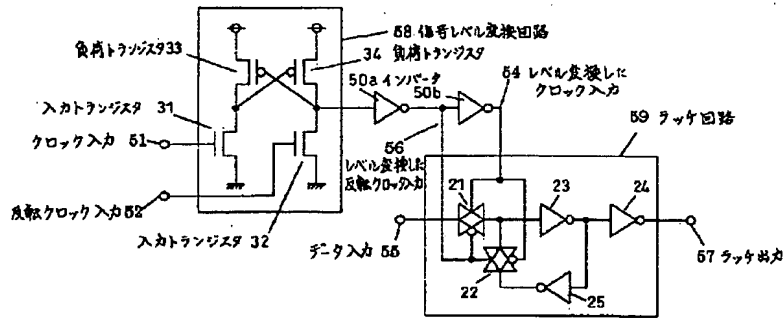 負荷トランジスタ33
58 信号レベル変換回路
34 負荷トランジスタ
50a インバータ
50b
54 レベル変換した
クロック入力
入力トランジスタ 31
クロック入力 51
59 ラッチ回路
56
レベル変換した
反転クロック入力
21
23
24
反転クロック入力 52
入力トランジスタ 32
データ入力 55
57 ラッチ出力
22
25